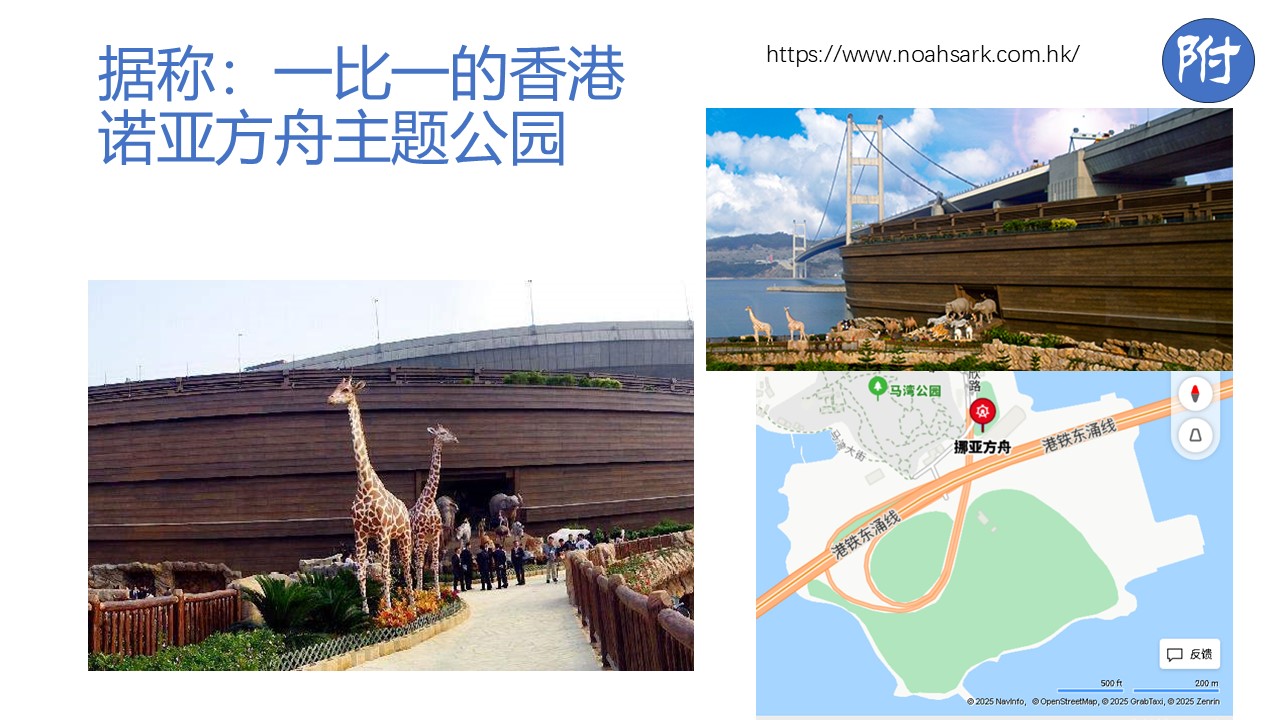 据称：一比一的香港
诺亚方舟主题公园
https://www.noahsark.com.hk/
附
欣路
马湾公园
挪亚方舟
港铁东涌线
马湾大街
港铁东涌线
反馈
500 ft
200 m
© 2025 NavInfo, © OpenStreetMap, © 2025 GrabTaxi, © 2025 Zenrin